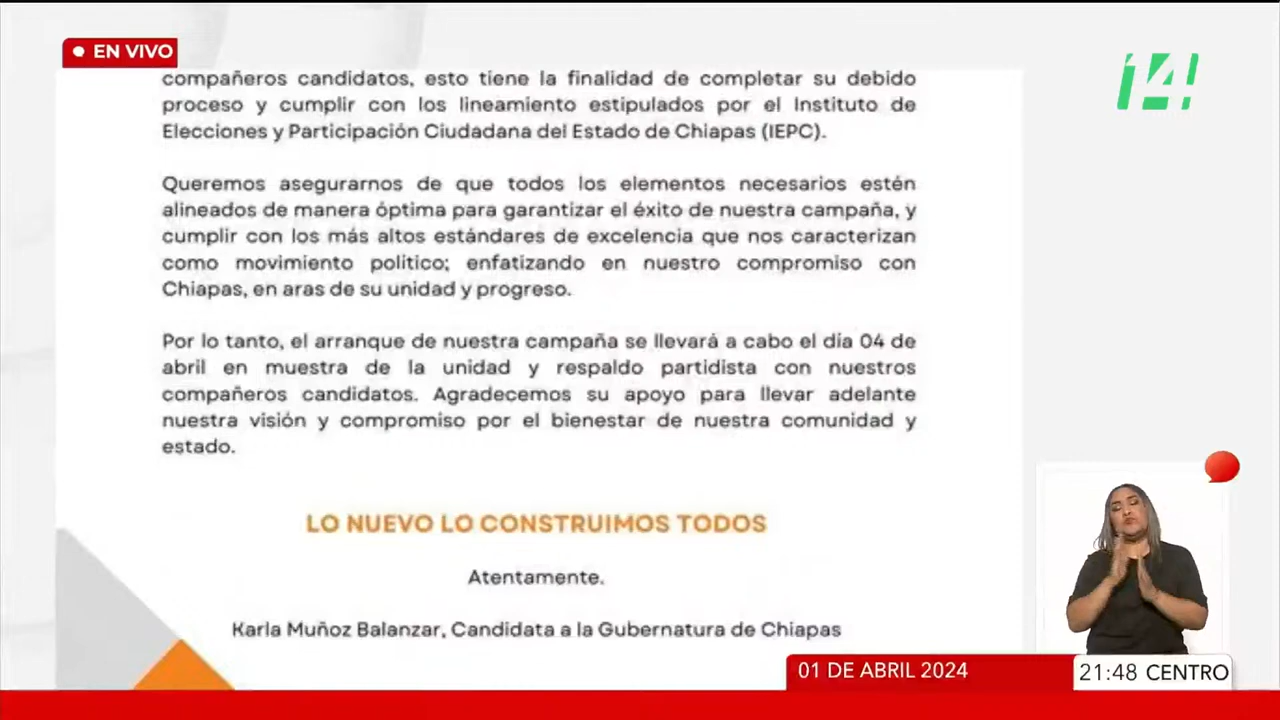 EN VIVO
14!
compañeros candidatos, esto tiene la finalidad de completar su debido
proceso y cumplir con los lineamiento estipulados por el Instituto de
Elecciones y Participación Ciudadana del Estado de Chiapas (IEPC).
Queremos asegurarnos de que todos los elementos necesarios estén
alineados de manera óptima para garantizar el éxito de nuestra campaña, y
cumplir con los más altos estándares de excelencia que nos caracterizan
como movimiento político; enfatizando en nuestro compromiso con
Chiapas, en aras de su unidad y progreso.
Por lo tanto, el arranque de nuestra campaña se llevará a cabo el día 04 de
abril en muestra de la unidad y respaldo partidista con nuestros
compañeros candidatos. Agradecemos su apoyo para llevar adelante
nuestra visión y compromiso por el bienestar de nuestra comunidad y
estado.
LO NUEVO LO CONSTRUIMOS TODOS
Atentamente.
Karla Muñoz Balanzar, Candidata a la Gubernatura de Chiapas
01 DE ABRIL 2024
21:48 CENTRO